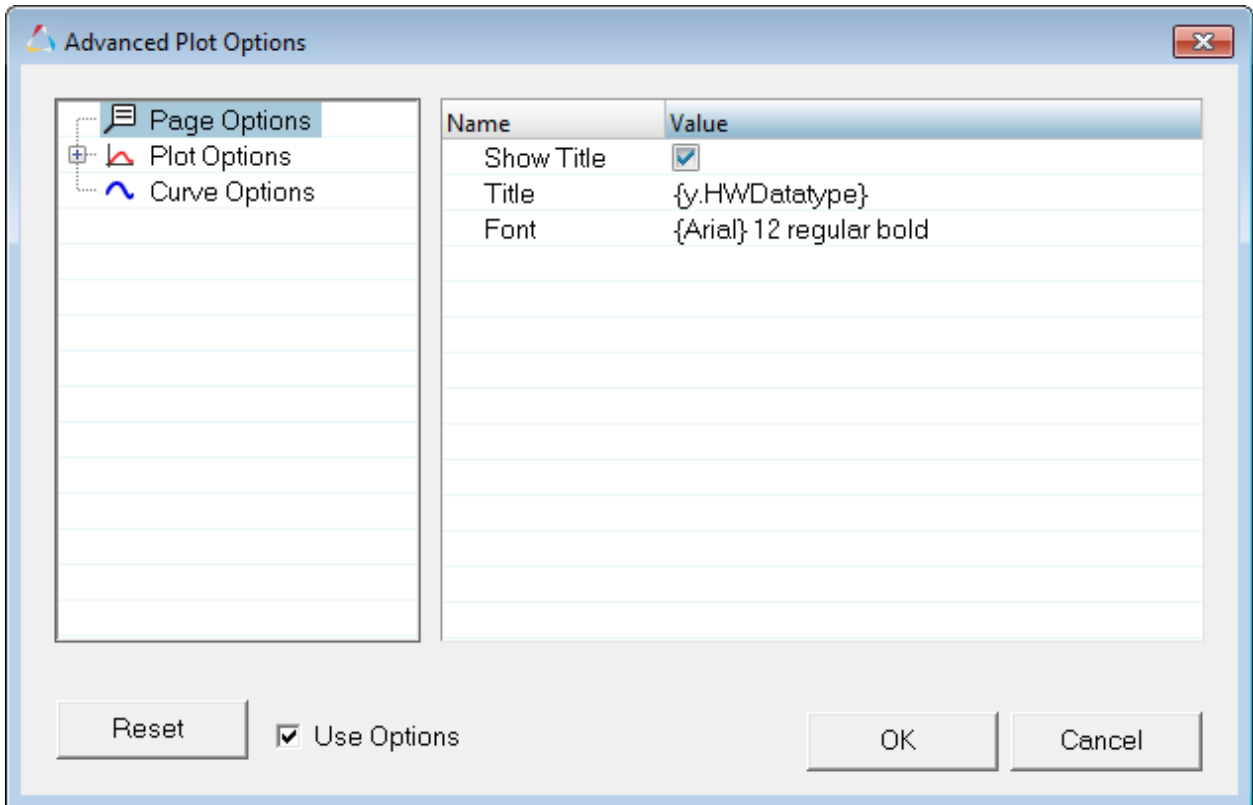 Advanced Plot Options
Page Options
Plot Options
Curve Options
Name Value
Show Title
Title {y.HWDatatype}
Font {Arial} 12 regular bold
Reset
Use Options
OK
Cancel